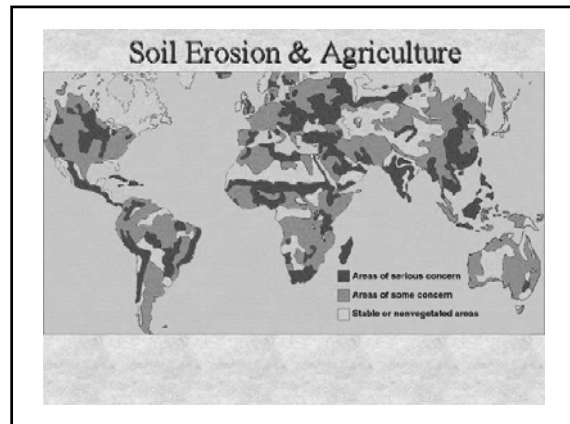 Soil Erosion & Agriculture
Areas of serious concern
Areas of some concern
Stable or nonvegetated areas